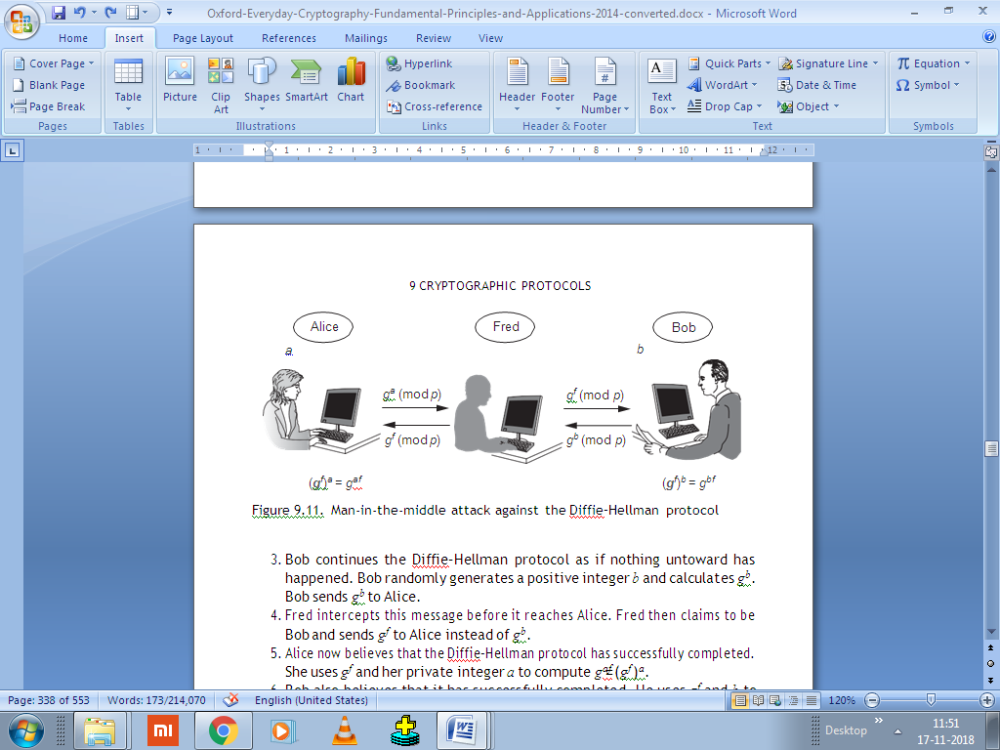 Oxford-Everyday-Cryptography-Fundamental-Principles-and-Applications-2014-converted.docx - Microsoft Word
Home Insert Page Layout References Mailings Review View
Cover Page
Blank Page
Page Break
Pages
Table
Tables
Picture Clip Art Shapes SmartArt Chart
Illustrations
Hyperlink
Bookmark
Cross-reference
Links
Header Footer Page Number
Header & Footer
Text Box
Quick Parts
WordArt
Drop Cap
Signature Line
Date & Time
Object
Text
Equation
Symbol
Symbols
L
1 1 2 3 4 5 6 7 8 9 10 11 12
9 CRYPTOGRAPHIC PROTOCOLS
Alice Fred Bob
a b
g^a (mod p) g^f (mod p)
g^f (mod p) g^b (mod p)
(g^f)^a = g^af (g^f)^b = g^bf
Figure 9.11. Man-in-the-middle attack against the Diffie-Hellman protocol
3. Bob continues the Diffie-Hellman protocol as if nothing untoward has
happened. Bob randomly generates a positive integer b and calculates g^b.
Bob sends g^b to Alice.
4. Fred intercepts this message before it reaches Alice. Fred then claims to be
Bob and sends g^f to Alice instead of g^b.
5. Alice now believes that the Diffie-Hellman protocol has successfully completed.
She uses g^f and her private integer a to compute g^af = (g^f)^a.
6. Bob also believes that it has successfully completed. He uses g^f and b to
Page: 338 of 553 Words: 173/214,070 English (United States) 120%
mi
Desktop
11:51
17-11-2018